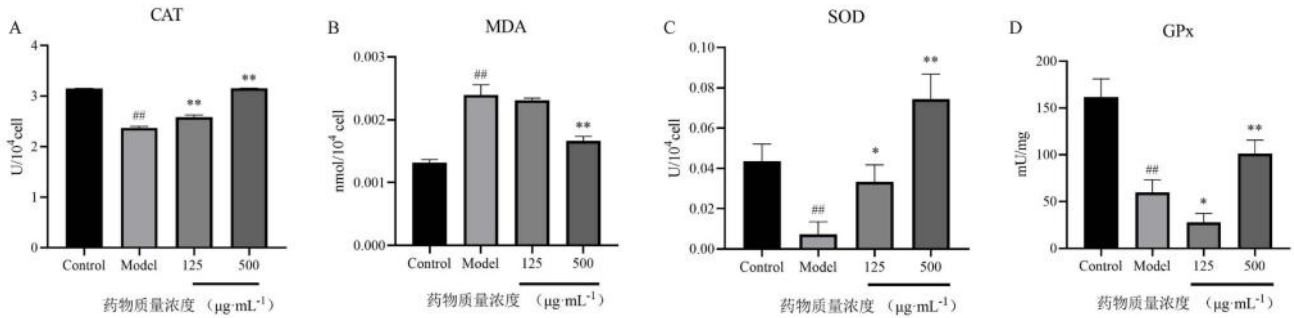 A
CAT
U/10⁴cell
4
3
2
1
0
##
**
**
Control Model 125 500
药物质量浓度 (μg·mL⁻¹)
B
MDA
nmol/10⁴cell
0.003
0.002
0.001
0.000
##
**
Control Model 125 500
药物质量浓度 (μg·mL⁻¹)
C
SOD
U/10⁴cell
0.10
0.08
0.06
0.04
0.02
0.00
##
*
**
Control Model 125 500
药物质量浓度 (μg·mL⁻¹)
D
GPx
mU/mg
200
150
100
50
0
##
*
**
Control Model 125 500
药物质量浓度 (μg·mL⁻¹)